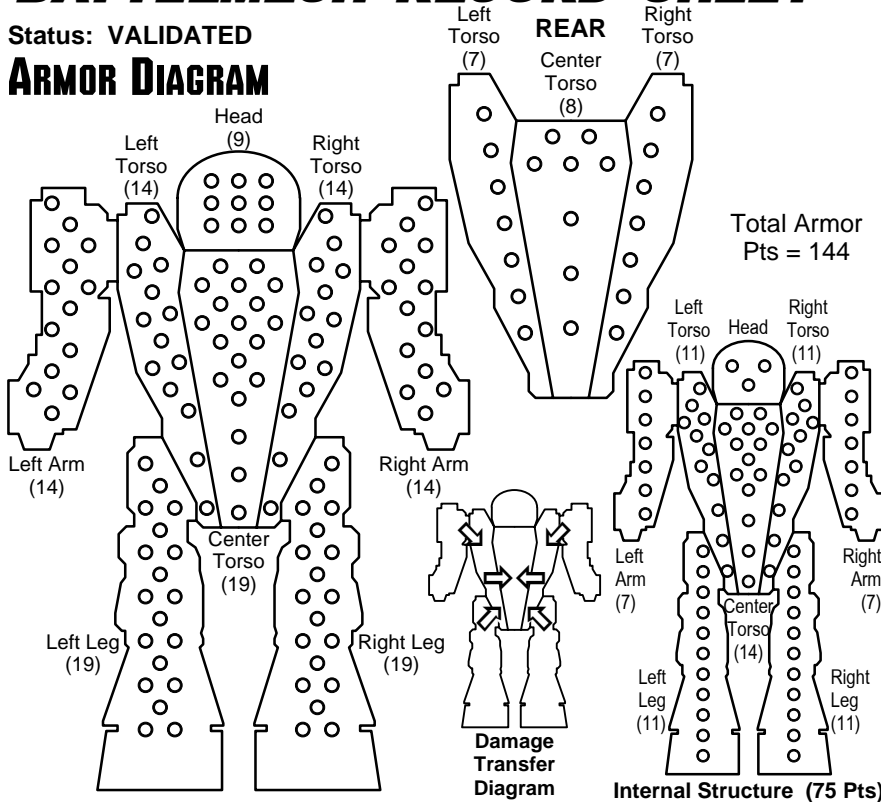 Status: VALIDATED
ARMOR DIAGRAM
REAR
Left
Torso
(7)
Center
Torso
(8)
Right
Torso
(7)
Head
(9)
Left
Torso
(14)
Right
Torso
(14)
Left Arm
(14)
Right Arm
(14)
Center
Torso
(19)
Left Leg
(19)
Right Leg
(19)
Total Armor
Pts = 144
Left
Torso
(11)
Head
Right
Torso
(11)
Left
Arm
(7)
Right
Arm
(7)
Center
Torso
(14)
Left
Leg
(11)
Right
Leg
(11)
Damage
Transfer
Diagram
Internal Structure (75 Pts)